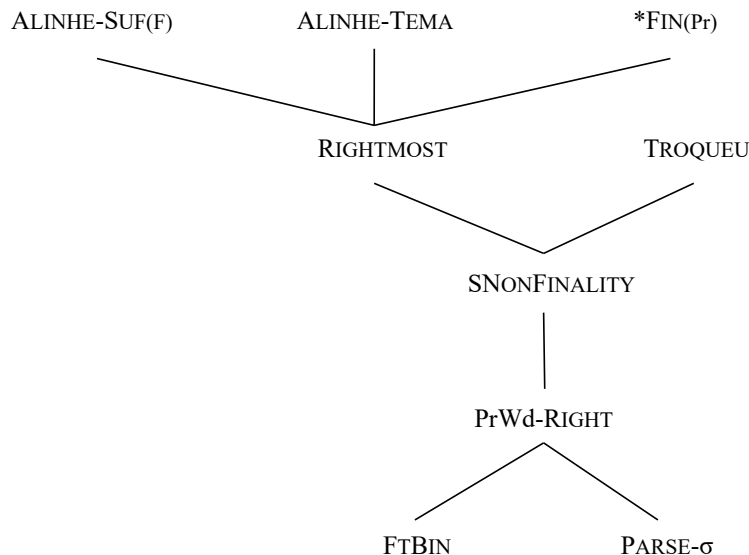 ALINHE-SUF(F) ALINHE-TEMA *FIN(Pr)
RIGHTMOST TROQUEU
SNONFINALITY
PrWd-RIGHT
FTBIN PARSE-σ